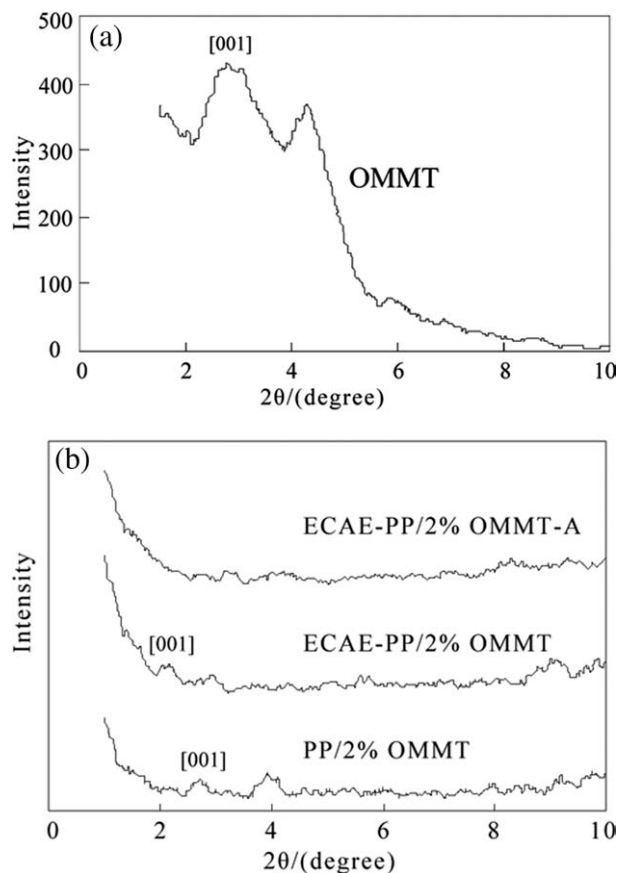 (a)
500
400
300
200
100
0
Intensity
[001]
OMMT
0 2 4 6 8 10
2θ/(degree)
(b)
Intensity
ECAE-PP/2% OMMT-A
[001]
ECAE-PP/2% OMMT
[001]
PP/2% OMMT
0 2 4 6 8 10
2θ/(degree)